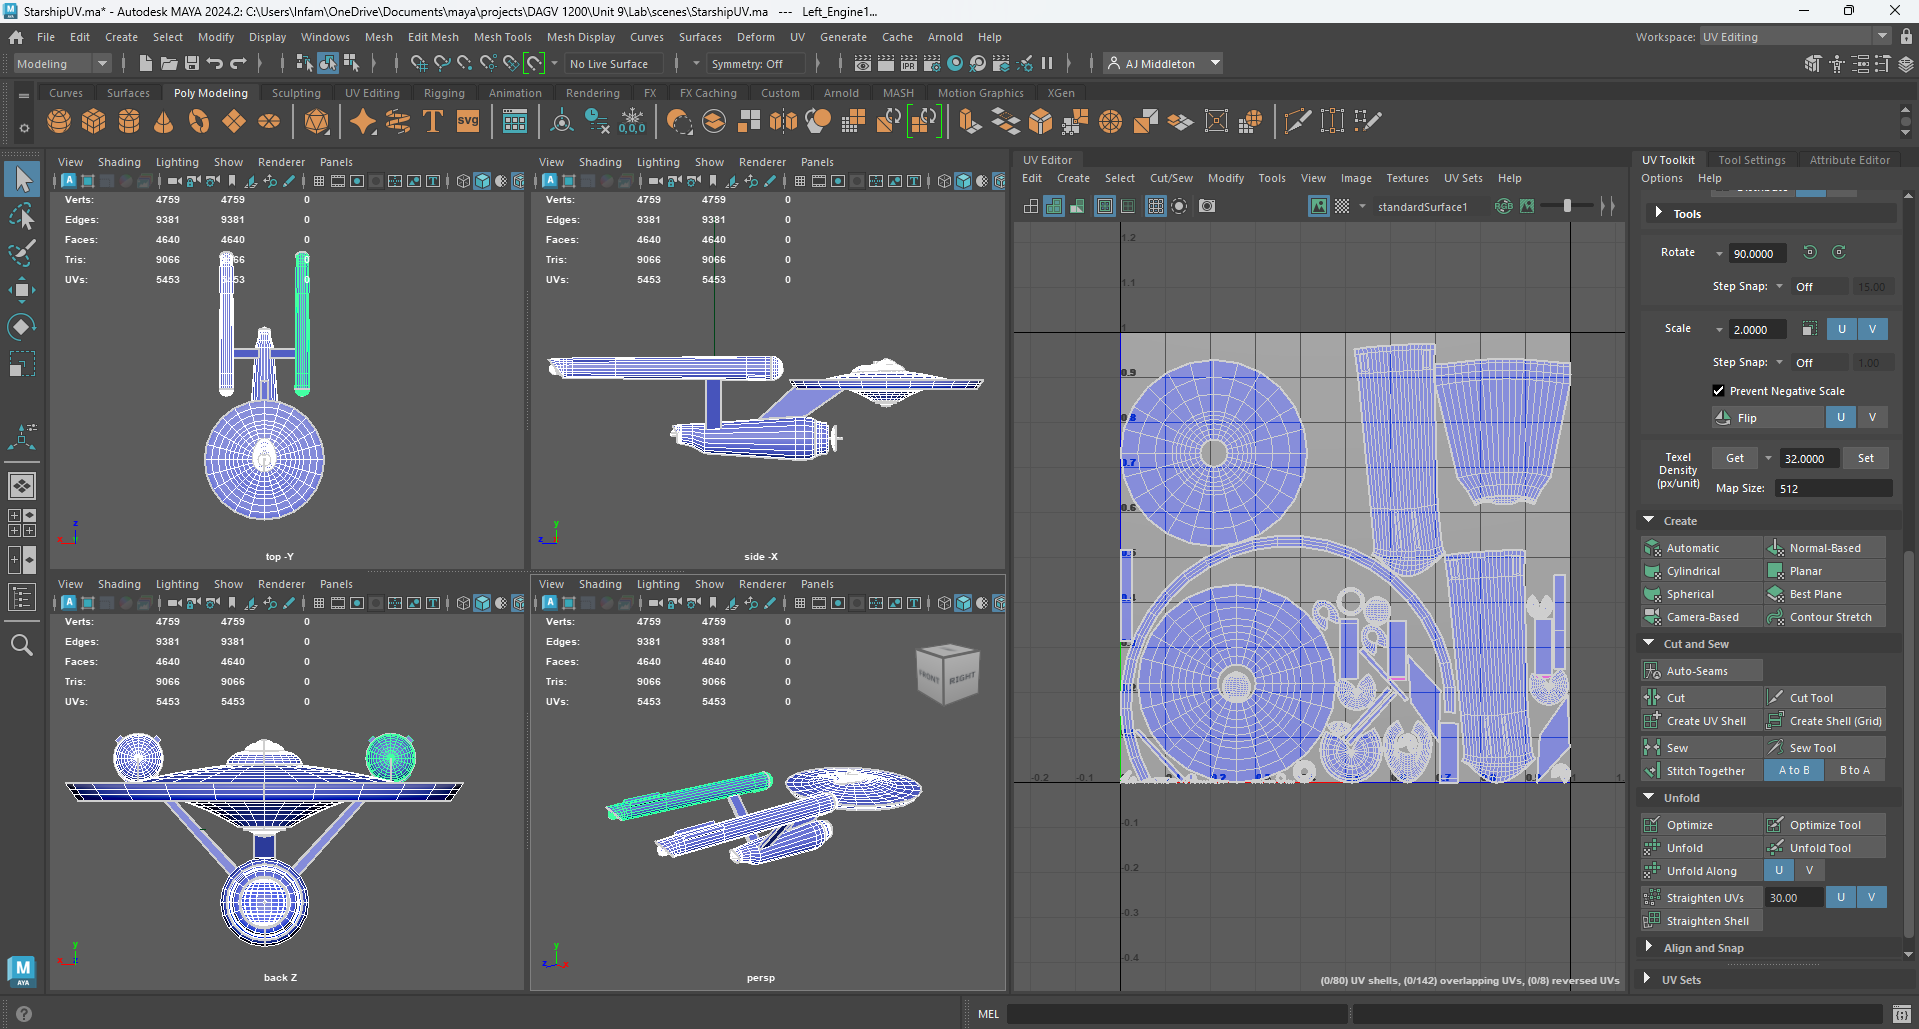 StarshipUV.ma* - Autodesk MAYA 2024.2: C:\Users\Infam\OneDrive\Documents\maya\projects\DAGV 1200\Unit 9\Lab\scenes\StarshipUV.ma --- Left_Engine1...
File Edit Create Select Modify Display Windows Mesh Edit Mesh Mesh Tools Mesh Display Curves Surfaces Deform UV Generate Cache Arnold Help
Workspace: UV Editing
Modeling No Live Surface Symmetry: Off IPR AJ Middleton
Curves Surfaces Poly Modeling Sculpting UV Editing Rigging Animation Rendering FX FX Caching Custom Arnold MASH Motion Graphics XGen
T svg 0,0,0
View Shading Lighting Show Renderer Panels
Verts: 4759 4759 0
Edges: 9381 9381 0
Faces: 4640 4640 0
Tris: 9066 66 0
UVs: 5453 53
z
x
top -Y
View Shading Lighting Show Renderer Panels
Verts: 4759 4759 0
Edges: 9381 9381 0
Faces: 4640 4640 0
Tris: 9066 9066 0
UVs: 5453 5453 0
y
z
side -X
View Shading Lighting Show Renderer Panels
Verts: 4759 4759 0
Edges: 9381 9381 0
Faces: 4640 4640 0
Tris: 9066 9066 0
UVs: 5453 5453 0
y
back Z
View Shading Lighting Show Renderer Panels
Verts: 4759 4759 0
Edges: 9381 9381 0
Faces: 4640 4640 0
Tris: 9066 9066 0
UVs: 5453 5453 0
FRONT RIGHT
y
z x
persp
UV Editor
Edit Create Select Cut/Sew Modify Tools View Image Textures UV Sets Help
standardSurface1 RGB
1.2
1.1
1
0.9
0.8
0.7
0.6
-0.2 -0.1 1 1.
-0.1
-0.2
-0.3
-0.4
(0/80) UV shells, (0/142) overlapping UVs, (0/8) reversed UVs
UV Toolkit Tool Settings Attribute Editor
Options Help
Tools
Rotate 90.0000
Step Snap: Off 15.00
Scale 2.0000 U V
Step Snap: Off 1.00
Prevent Negative Scale
Flip U V
Texel Density (px/unit) Get 32.0000 Set
Map Size: 512
Create
Automatic Normal-Based
Cylindrical Planar
Spherical Best Plane
Camera-Based Contour Stretch
Cut and Sew
Auto-Seams
Cut Cut Tool
Create UV Shell Create Shell (Grid)
Sew Sew Tool
Stitch Together A to B B to A
Unfold
Optimize Optimize Tool
Unfold Unfold Tool
Unfold Along U V
Straighten UVs 30.00 U V
Straighten Shell
Align and Snap
UV Sets
M
AYA
MEL